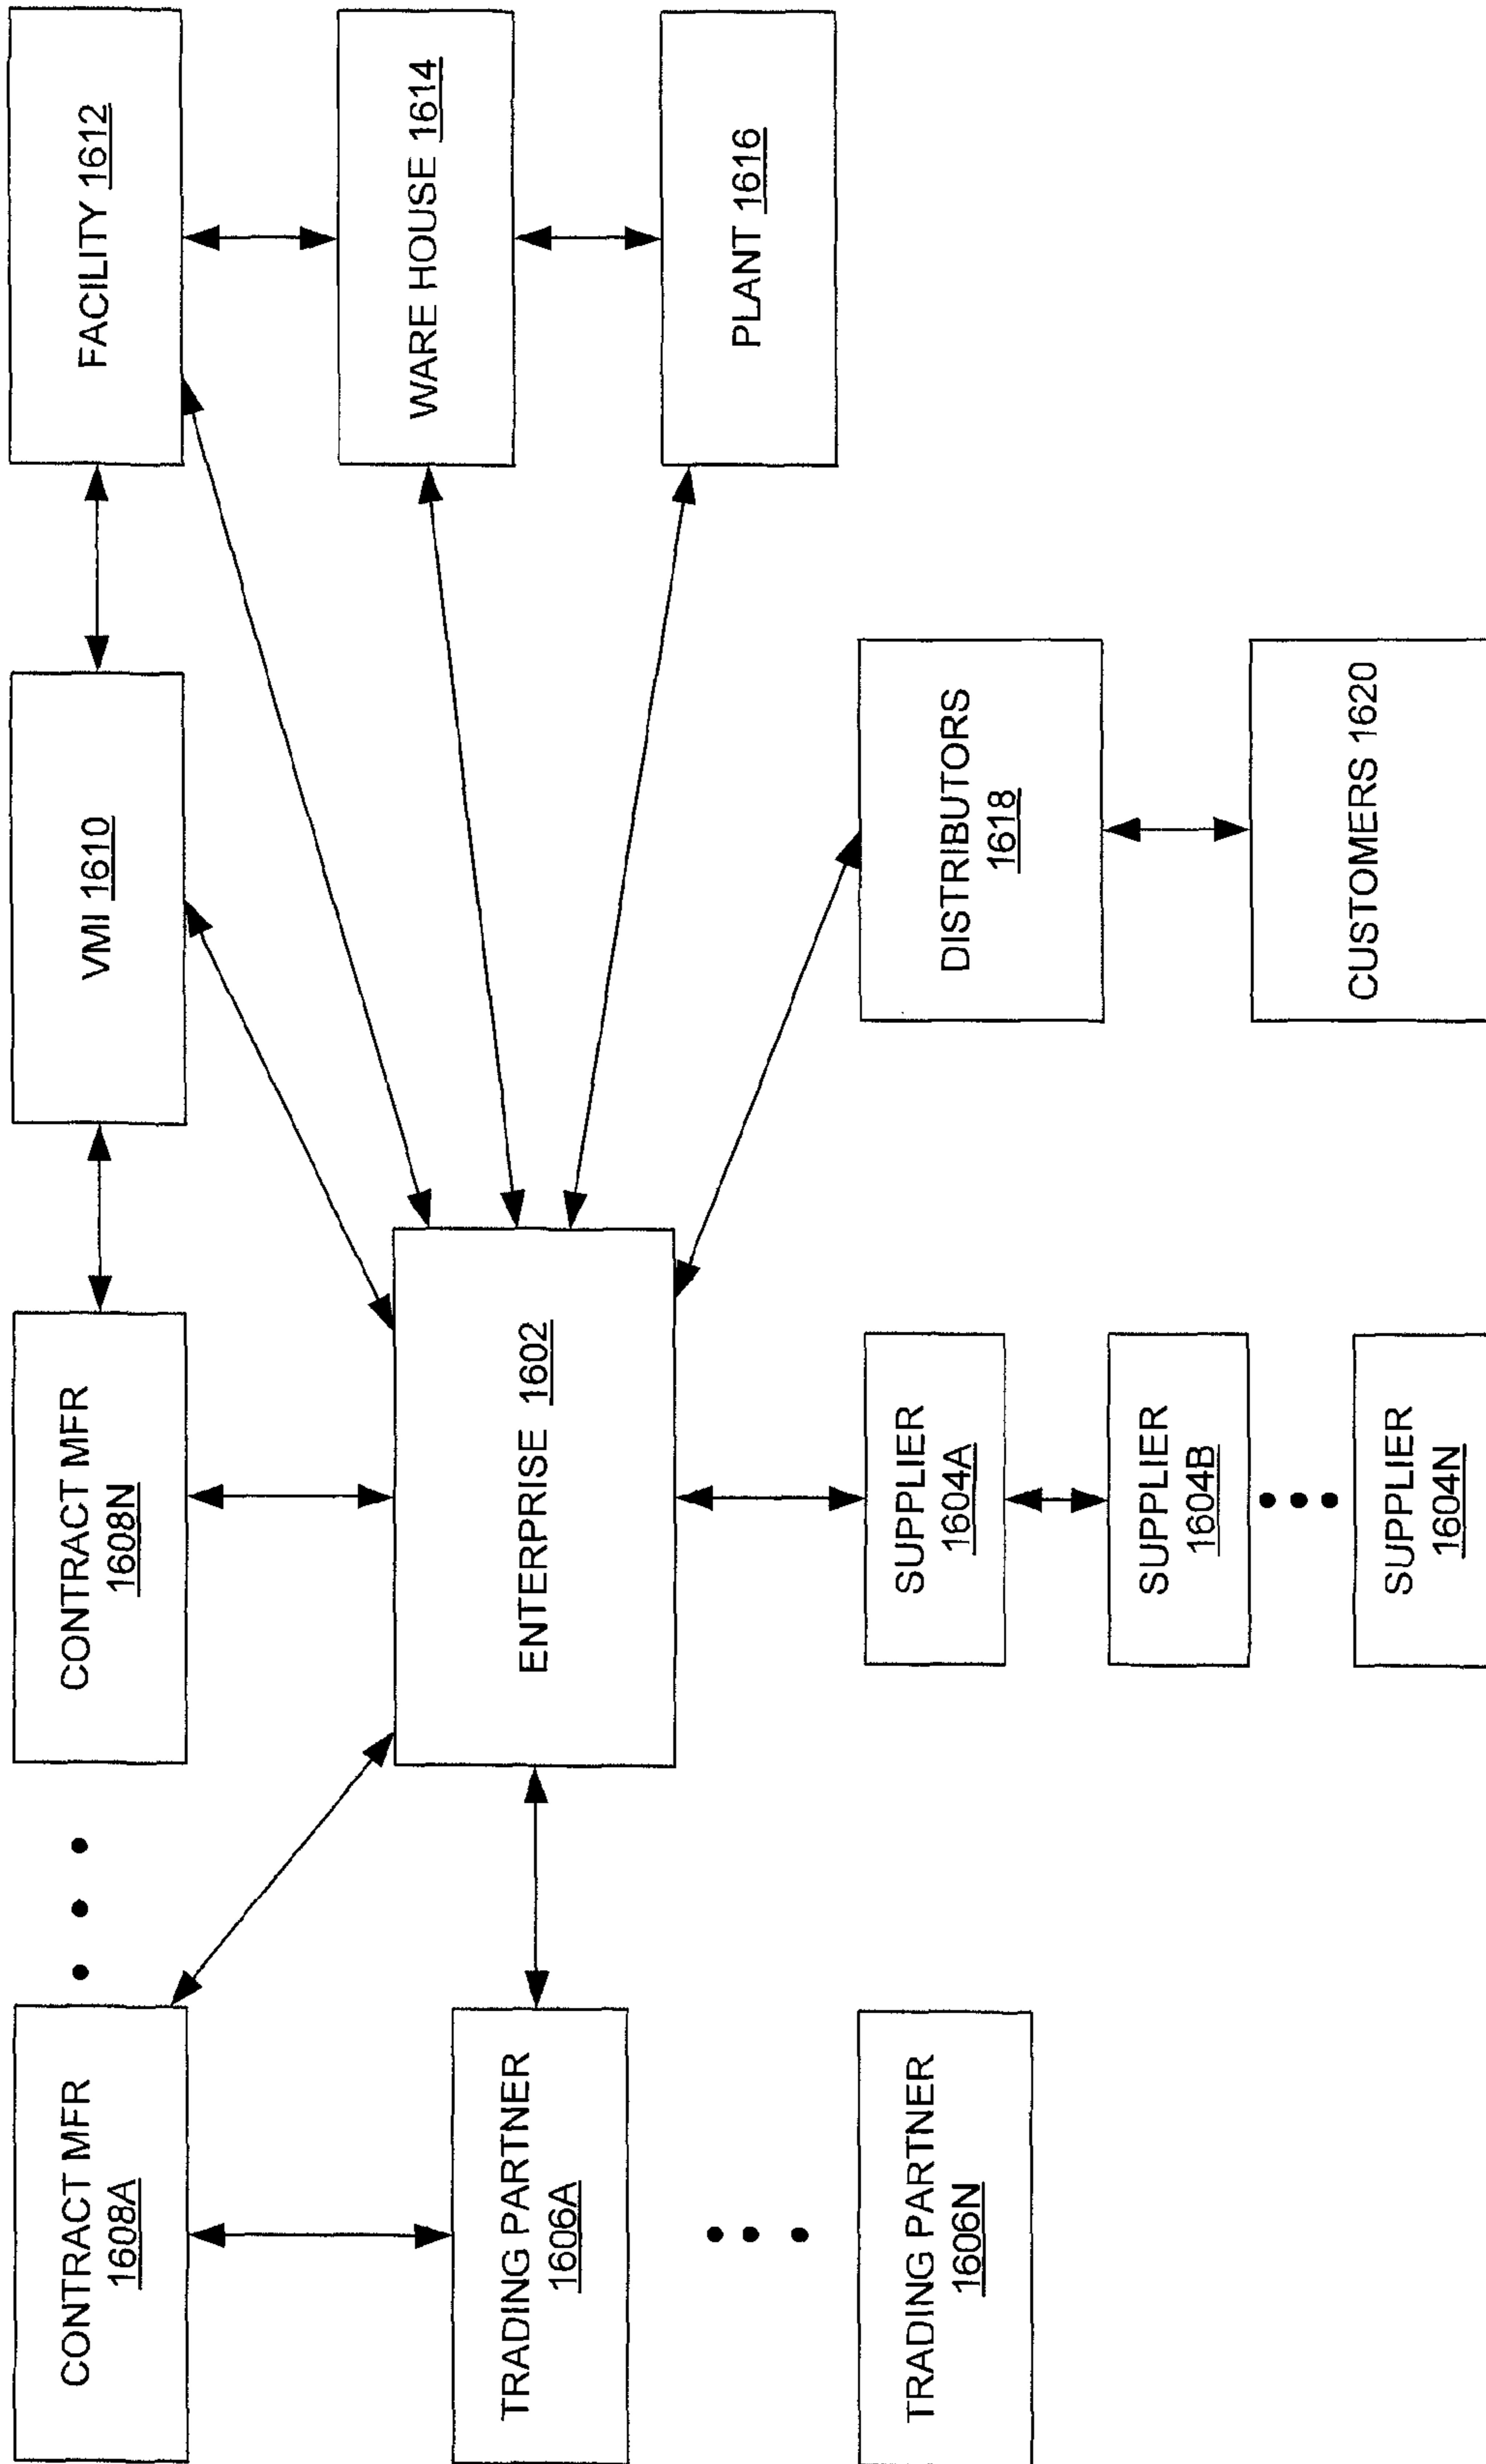 CONTRACT MFR
1608A
CONTRACT MFR
1608N
VMI 1610
FACILITY 1612
TRADING PARTNER
1606A
ENTERPRISE 1602
WARE HOUSE 1614
TRADING PARTNER
1606N
SUPPLIER
1604A
SUPPLIER
1604B
SUPPLIER
1604N
PLANT 1616
DISTRIBUTORS
1618
CUSTOMERS 1620